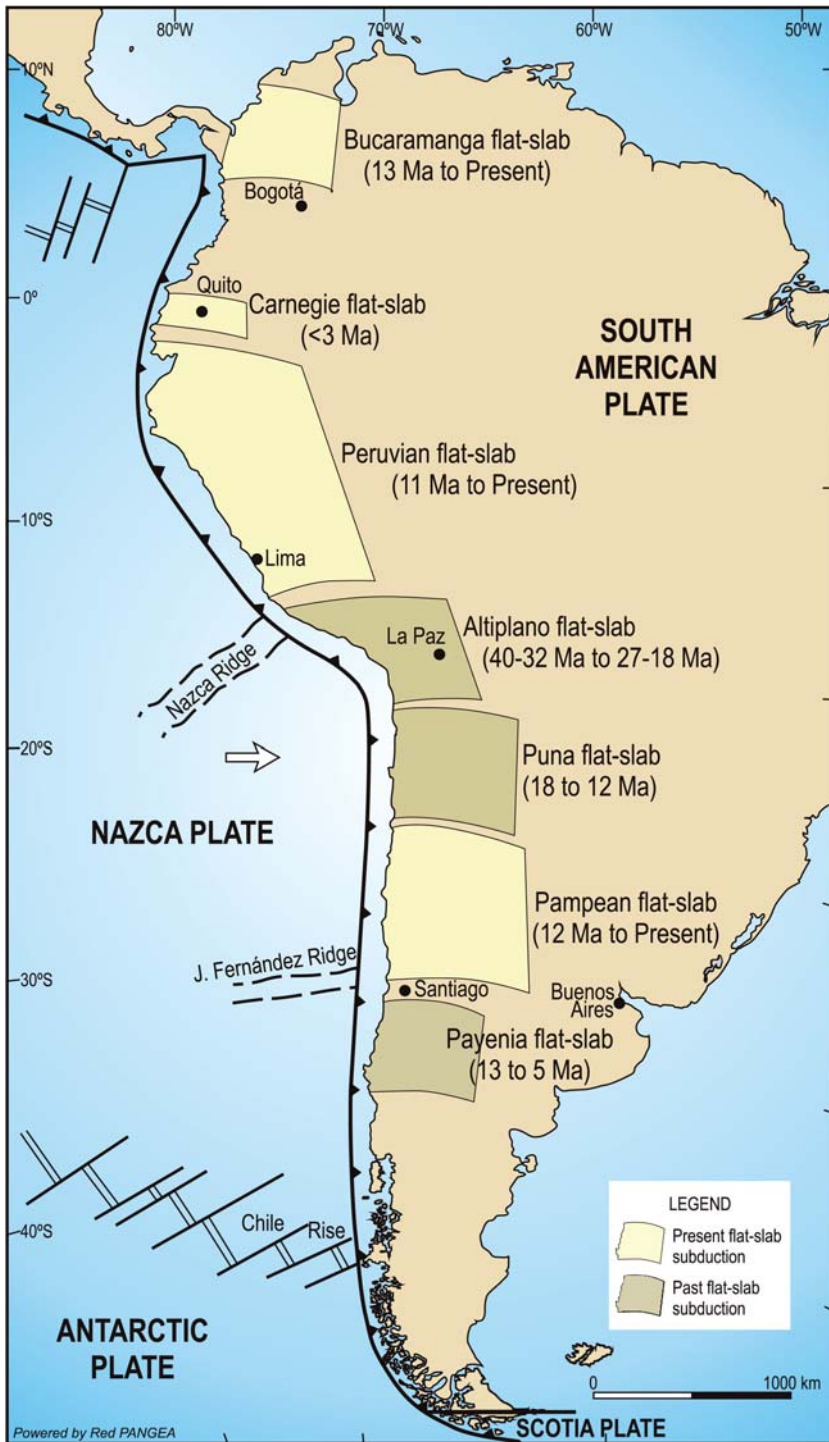 80ºW
70ºW
60ºW
50ºW
10ºN
Bucaramanga flat-slab
(13 Ma to Present)
Bogotá
0º
Quito
Carnegie flat-slab
(<3 Ma)
SOUTH
AMERICAN
PLATE
Peruvian flat-slab
(11 Ma to Present)
10ºS
Lima
Altiplano flat-slab
(40-32 Ma to 27-18 Ma)
La Paz
Nazca Ridge
20ºS
Puna flat-slab
(18 to 12 Ma)
NAZCA PLATE
Pampean flat-slab
(12 Ma to Present)
J. Fernández Ridge
30ºS
Santiago
Buenos
Aires
Payenia flat-slab
(13 to 5 Ma)
LEGEND
Present flat-slab
subduction
Past flat-slab
subduction
Chile Rise
40ºS
ANTARCTIC
PLATE
0
1000 km
SCOTIA PLATE
Powered by Red PANGEA